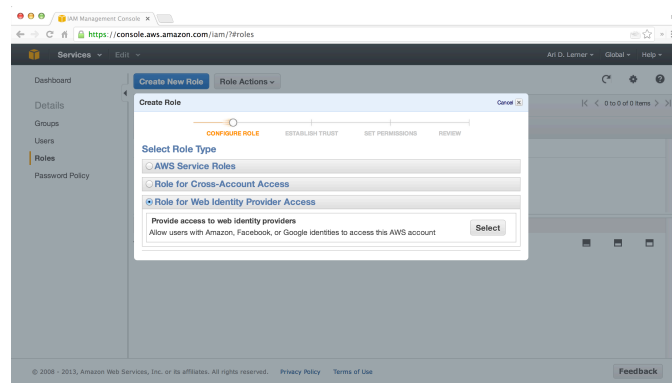 IAM Management Console
https://console.aws.amazon.com/iam/?#roles
Services Edit Ari D. Lerner Global Help
Dashboard
Create New Role Role Actions
Details
Create Role Cancel
0 to 0 of 0 items
Groups
CONFIGURE ROLE ESTABLISH TRUST SET PERMISSIONS REVIEW
Users
Select Role Type
Roles
AWS Service Roles
Password Policy
Role for Cross-Account Access
Role for Web Identity Provider Access
Provide access to web identity providers
Allow users with Amazon, Facebook, or Google identities to access this AWS account
Select
© 2008 - 2013, Amazon Web Services, Inc. or its affiliates. All rights reserved. Privacy Policy Terms of Use
Feedback